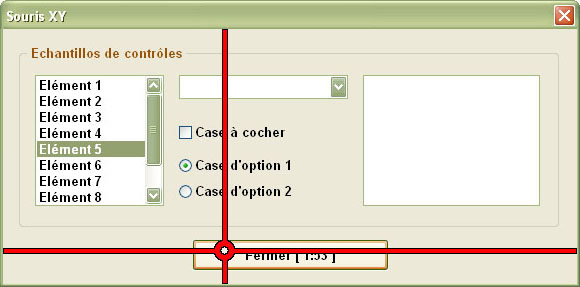 Souris XY
Echantillos de contrôles
Elément 1
Elément 2
Elément 3
Elément 4
Elément 5
Elément 6
Elément 7
Elément 8
Case à cocher
Case d'option 1
Case d'option 2
Fermer [ 1:53 ]